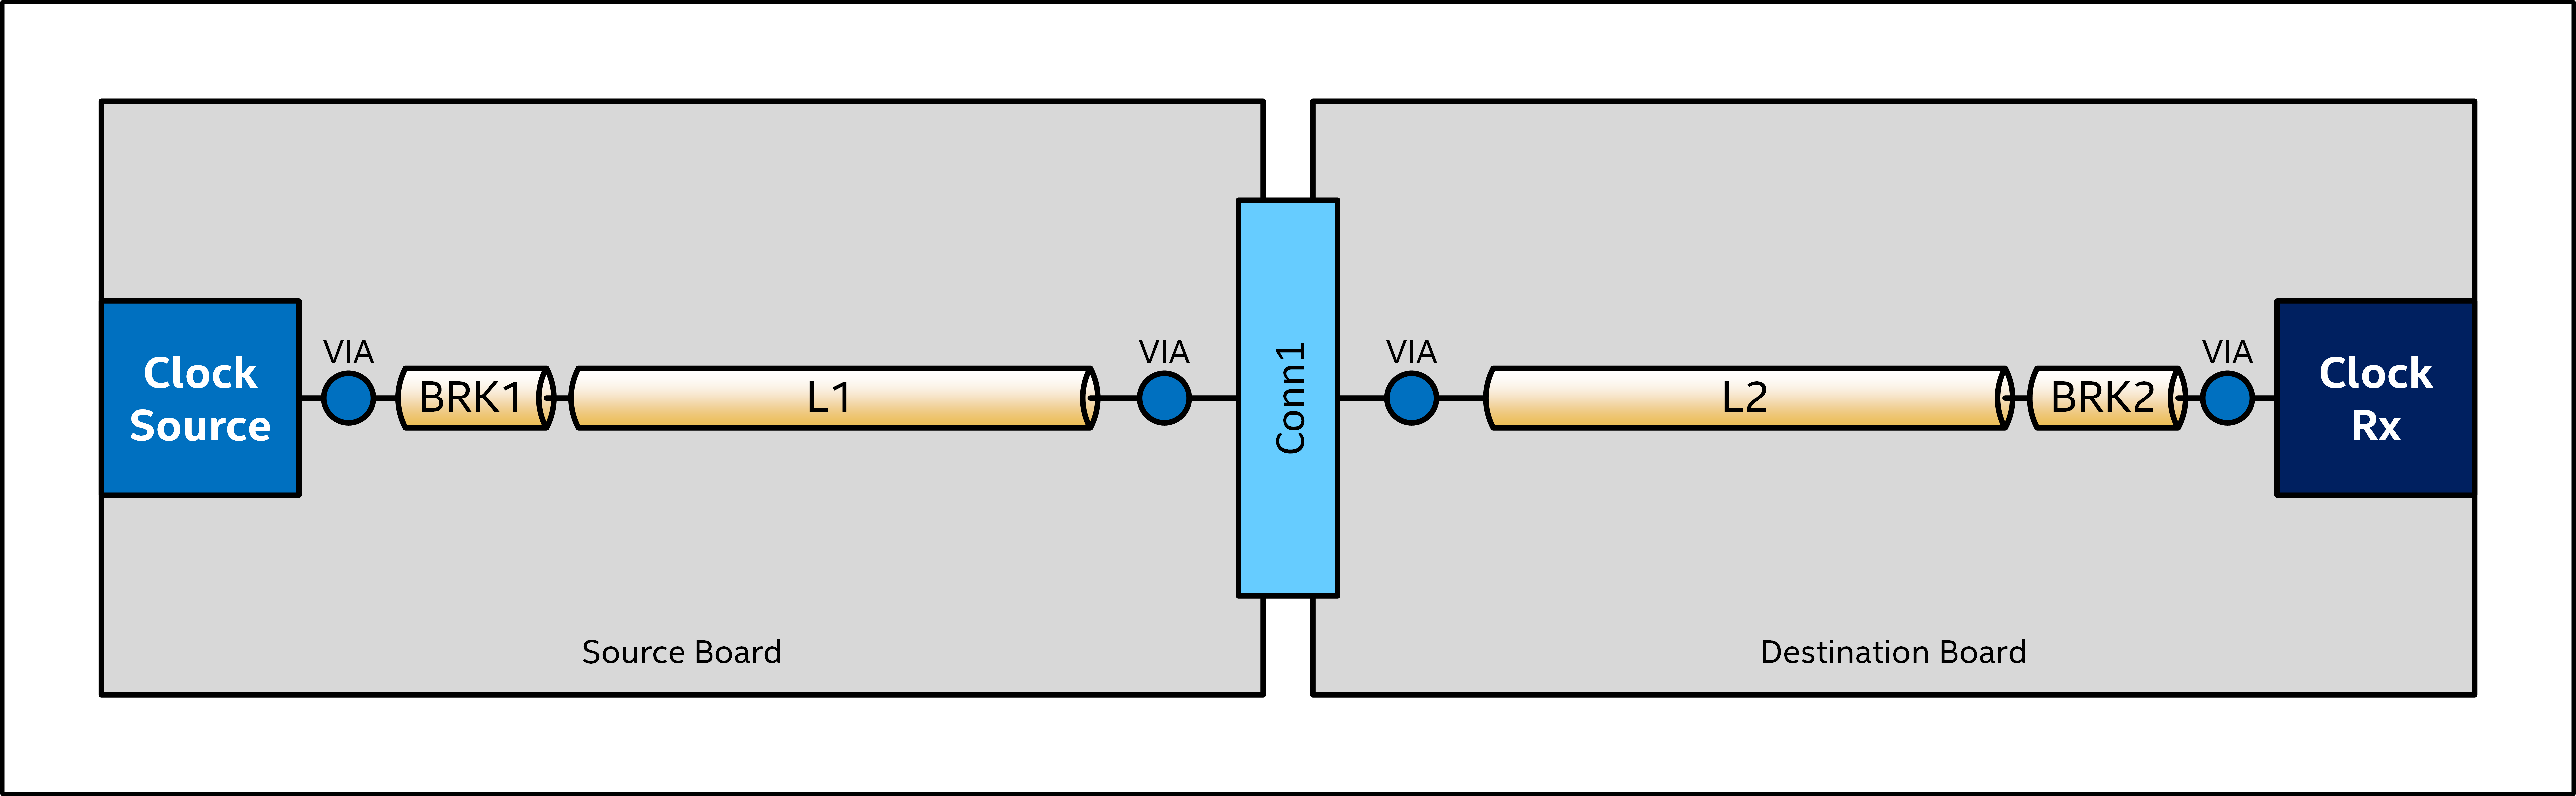 Clock
Source
VIA
BRK1
L1
VIA
Conn1
VIA
L2
BRK2
VIA
Clock
Rx
Source Board
Destination Board